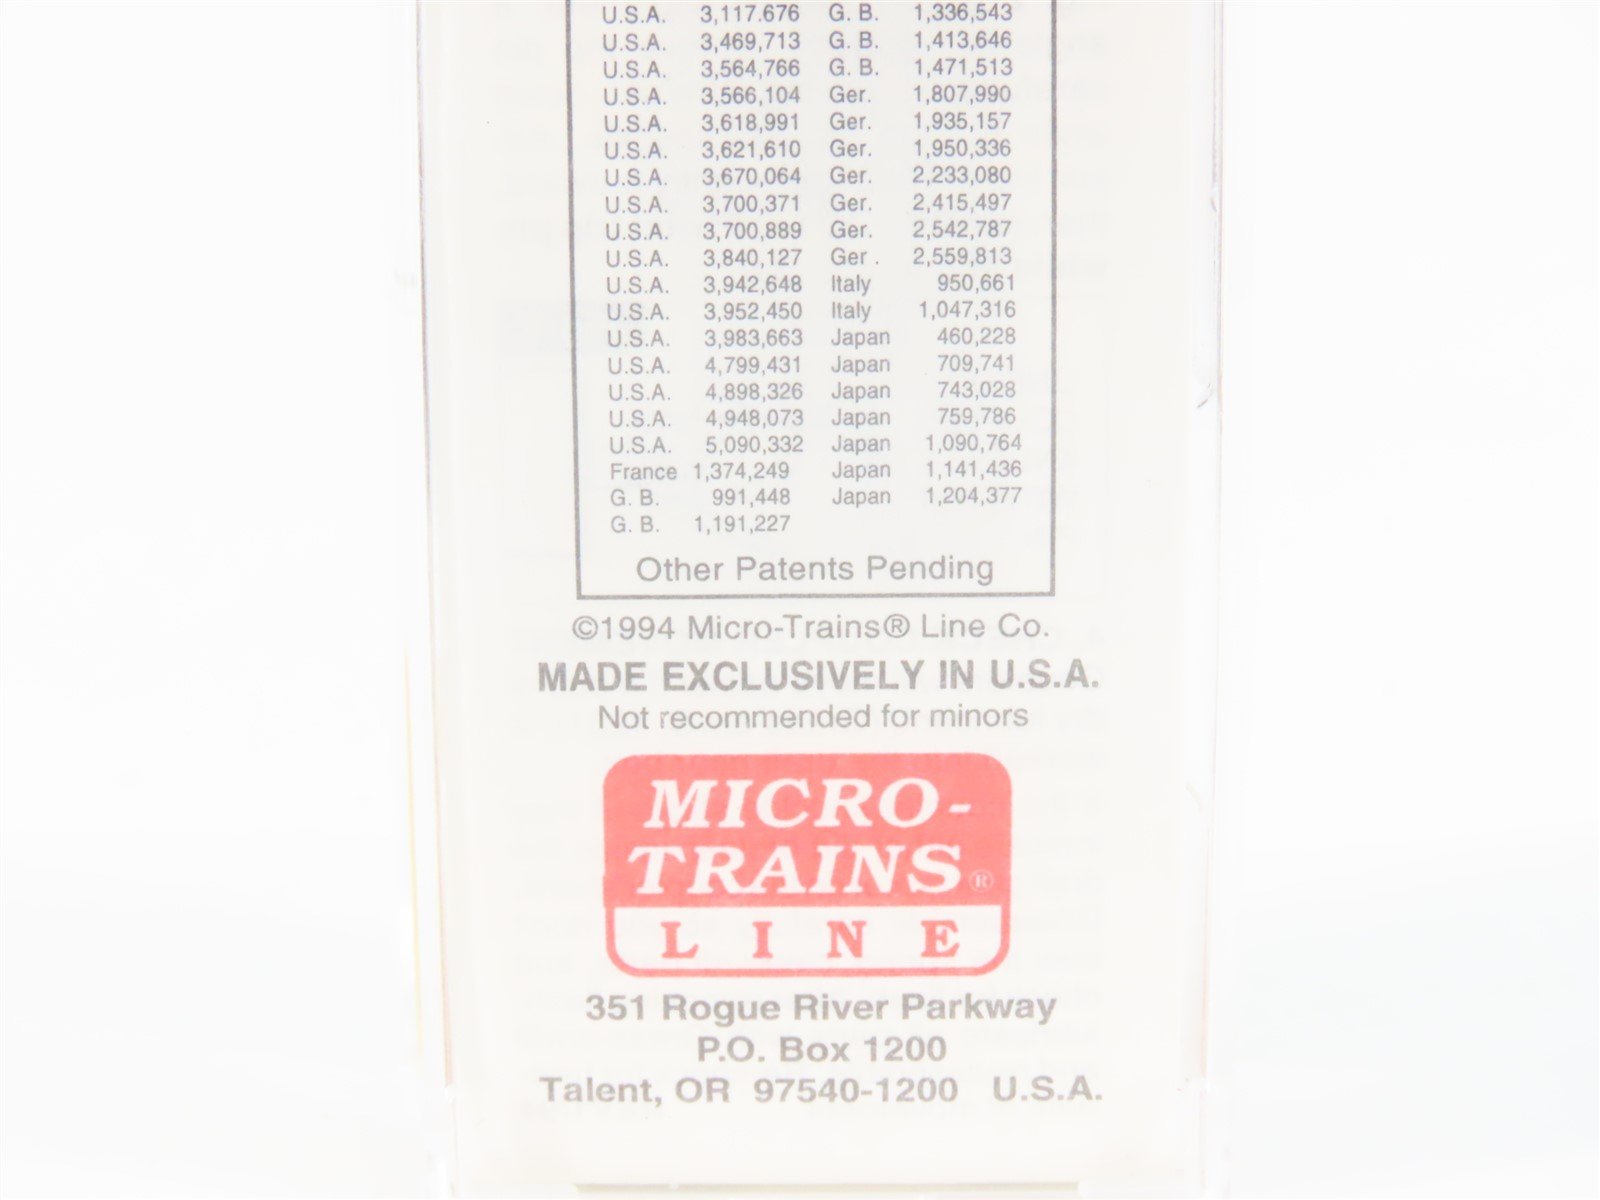 U.S.A. 3,117.676 G. B. 1,336,543
U.S.A. 3,469,713 G. B. 1,413,646
U.S.A. 3,564,766 G. B. 1,471,513
U.S.A. 3,566,104 Ger. 1,807,990
U.S.A. 3,618,991 Ger. 1,935,157
U.S.A. 3,621,610 Ger. 1,950,336
U.S.A. 3,670,064 Ger. 2,233,080
U.S.A. 3,700,371 Ger. 2,415,497
U.S.A. 3,700,889 Ger. 2,542,787
U.S.A. 3,840,127 Ger . 2,559,813
U.S.A. 3,942,648 Italy 950,661
U.S.A. 3,952,450 Italy 1,047,316
U.S.A. 3,983,663 Japan 460,228
U.S.A. 4,799,431 Japan 709,741
U.S.A. 4,898,326 Japan 743,028
U.S.A. 4,948,073 Japan 759,786
U.S.A. 5,090,332 Japan 1,090,764
France 1,374,249 Japan 1,141,436
G. B. 991,448 Japan 1,204,377
G. B. 1,191,227
Other Patents Pending
©1994 Micro-Trains® Line Co.
MADE EXCLUSIVELY IN U.S.A.
Not recommended for minors
MICRO-
TRAINS®
LINE
351 Rogue River Parkway
P.O. Box 1200
Talent, OR 97540-1200 U.S.A.